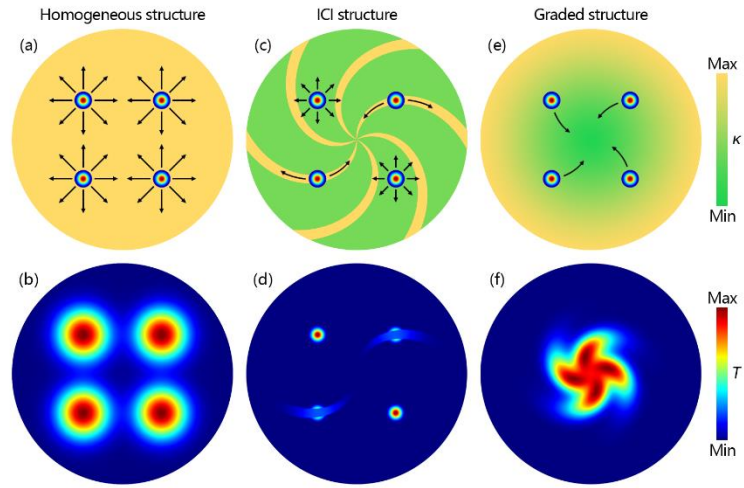 Homogeneous structure
ICI structure
Graded structure
(a)
(c)
(e)
Max
κ
Min
(b)
(d)
(f)
Max
T
Min